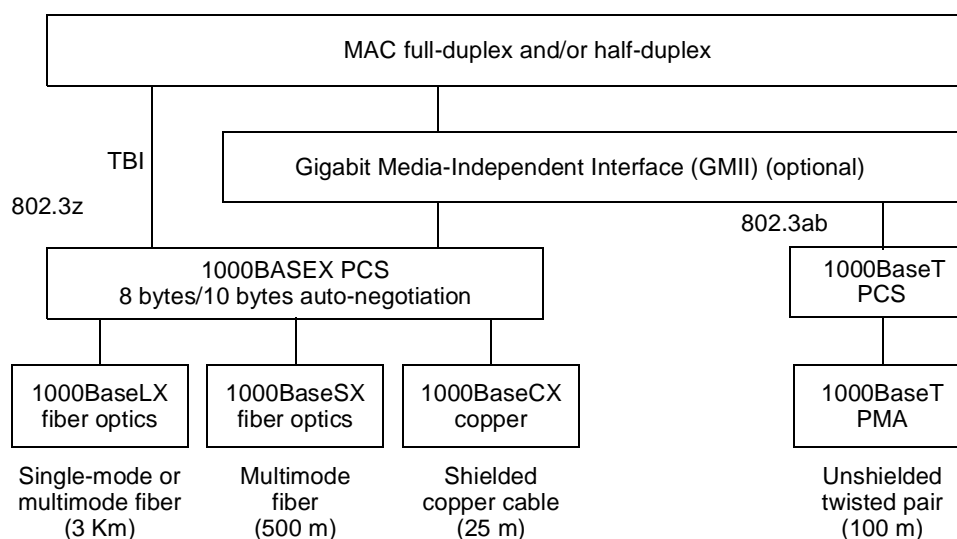 MAC full-duplex and/or half-duplex
TBI
Gigabit Media-Independent Interface (GMII) (optional)
802.3z
802.3ab
1000BASEX PCS
8 bytes/10 bytes auto-negotiation
1000BaseT
PCS
1000BaseLX
fiber optics
1000BaseSX
fiber optics
1000BaseCX
copper
1000BaseT
PMA
Single-mode or
multimode fiber
(3 Km)
Multimode
fiber
(500 m)
Shielded
copper cable
(25 m)
Unshielded
twisted pair
(100 m)